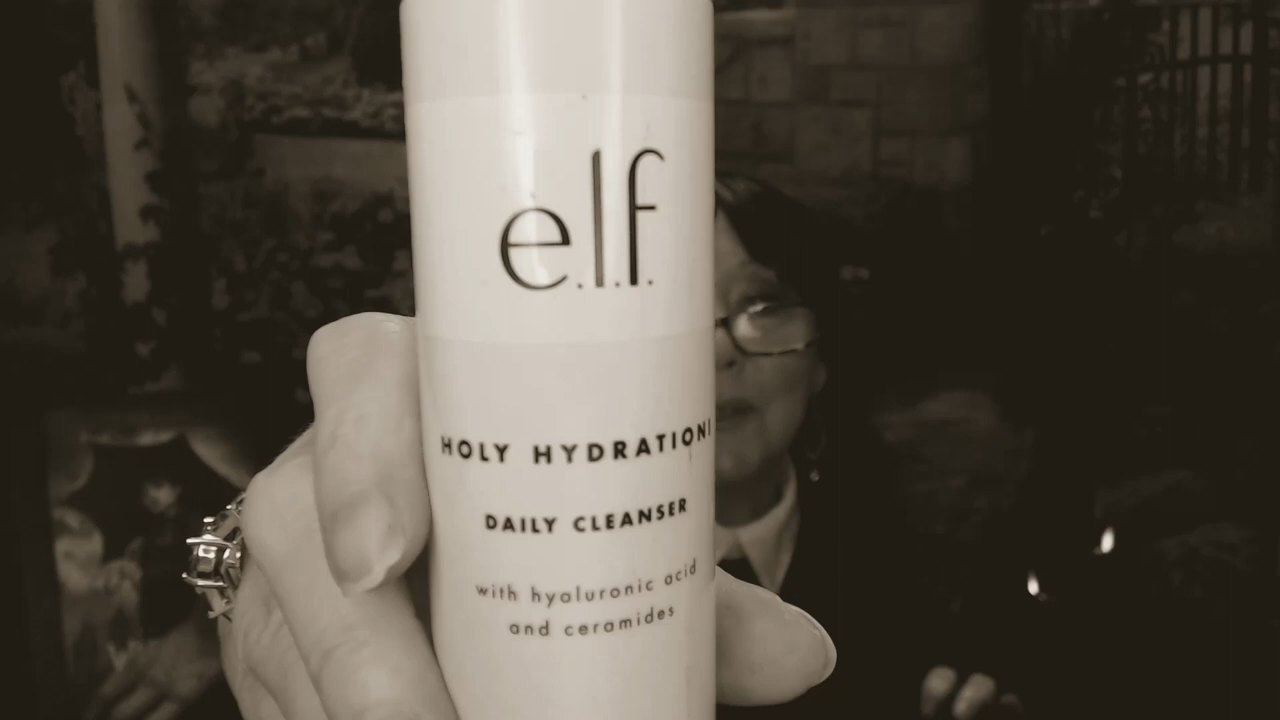 e.l.f.
HOLY HYDRATION!
DAILY CLEANSER
with hyaluronic acid
and ceramides